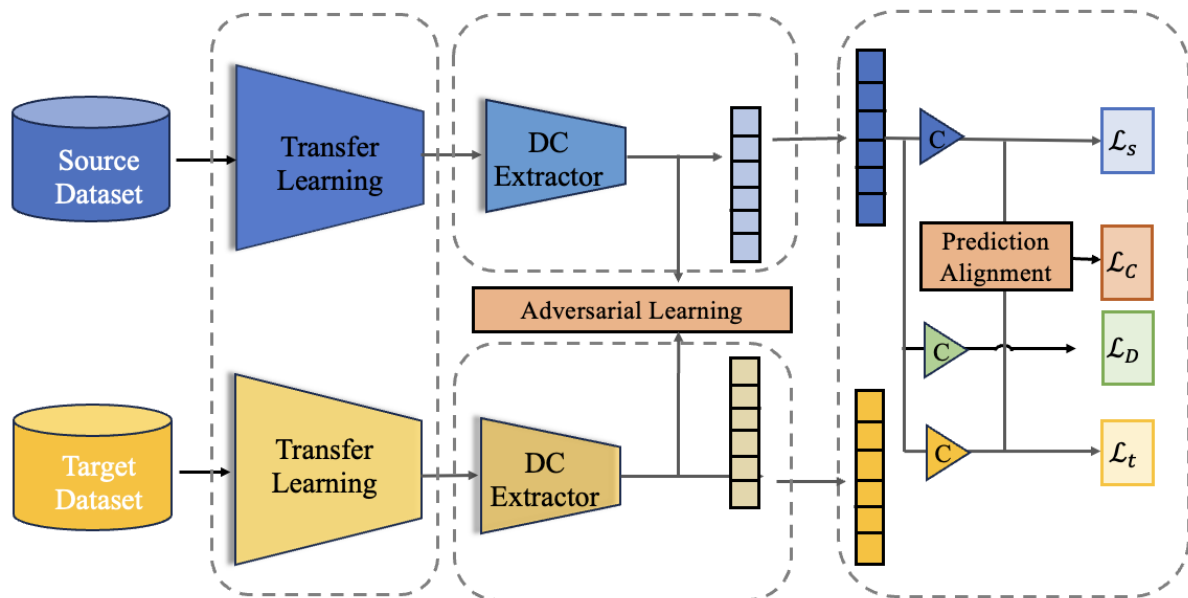 Source
Dataset
Transfer
Learning
DC
Extractor
C
ℒ𝑠
Prediction
Alignment
ℒ𝐶
Adversarial Learning
C
ℒ𝐷
Target
Dataset
Transfer
Learning
DC
Extractor
C
ℒ𝑡